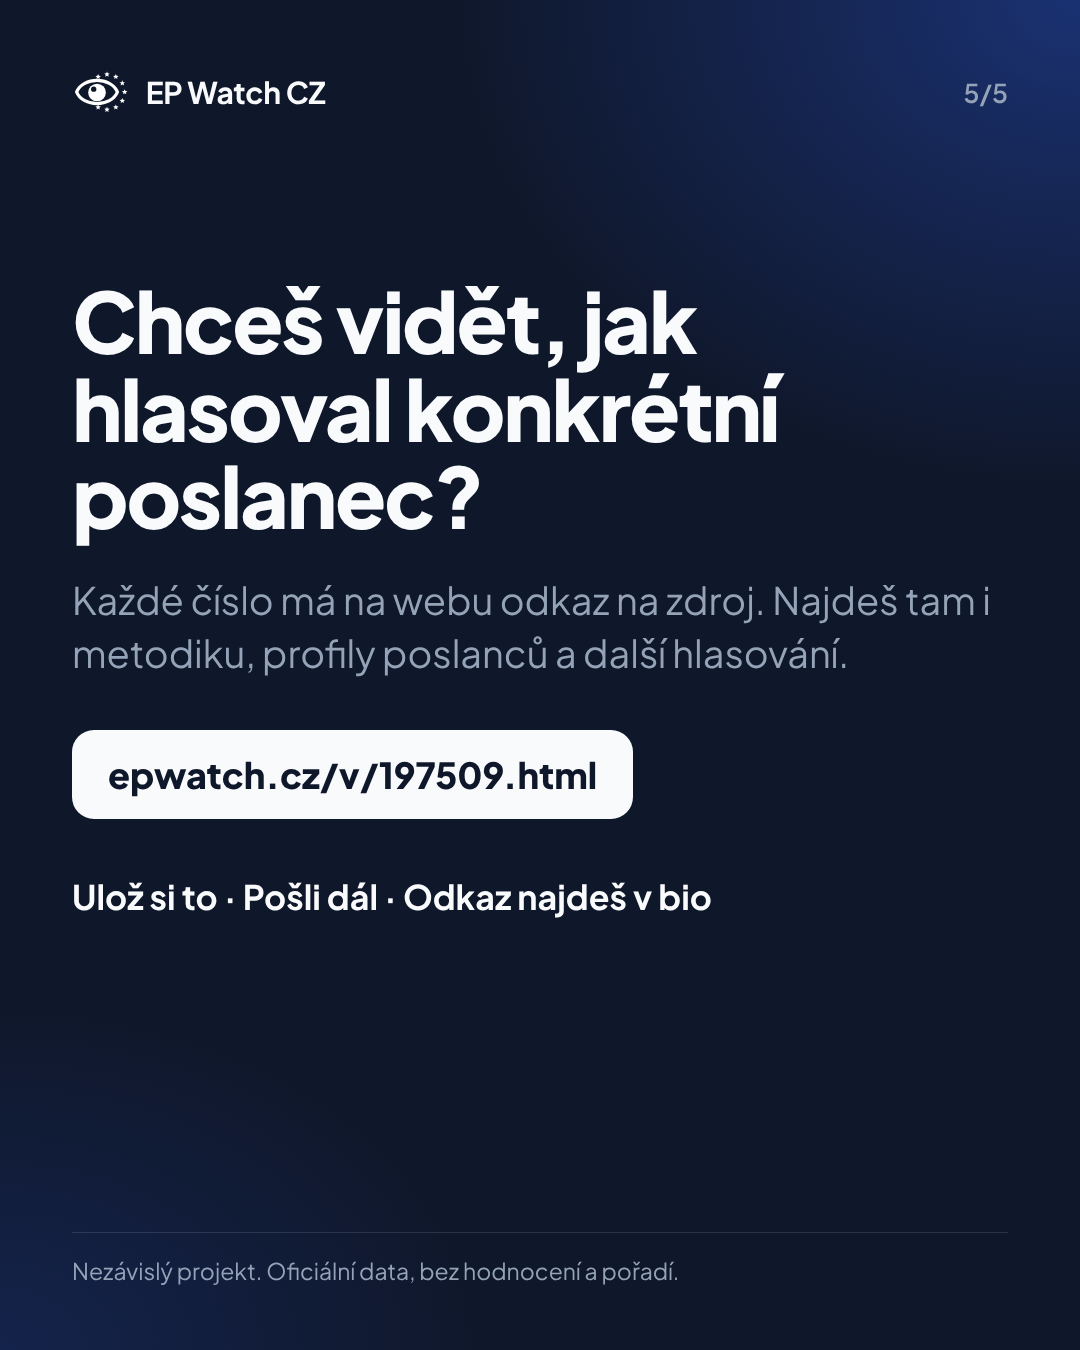 EP Watch CZ
5/5
Chceš vidět, jak
hlasoval konkrétní
poslanec?
Každé číslo má na webu odkaz na zdroj. Najdeš tam i
metodiku, profily poslanců a další hlasování.
epwatch.cz/v/197509.html
Ulož si to · Pošli dál · Odkaz najdeš v bio
Nezávislý projekt. Oficiální data, bez hodnocení a pořadí.